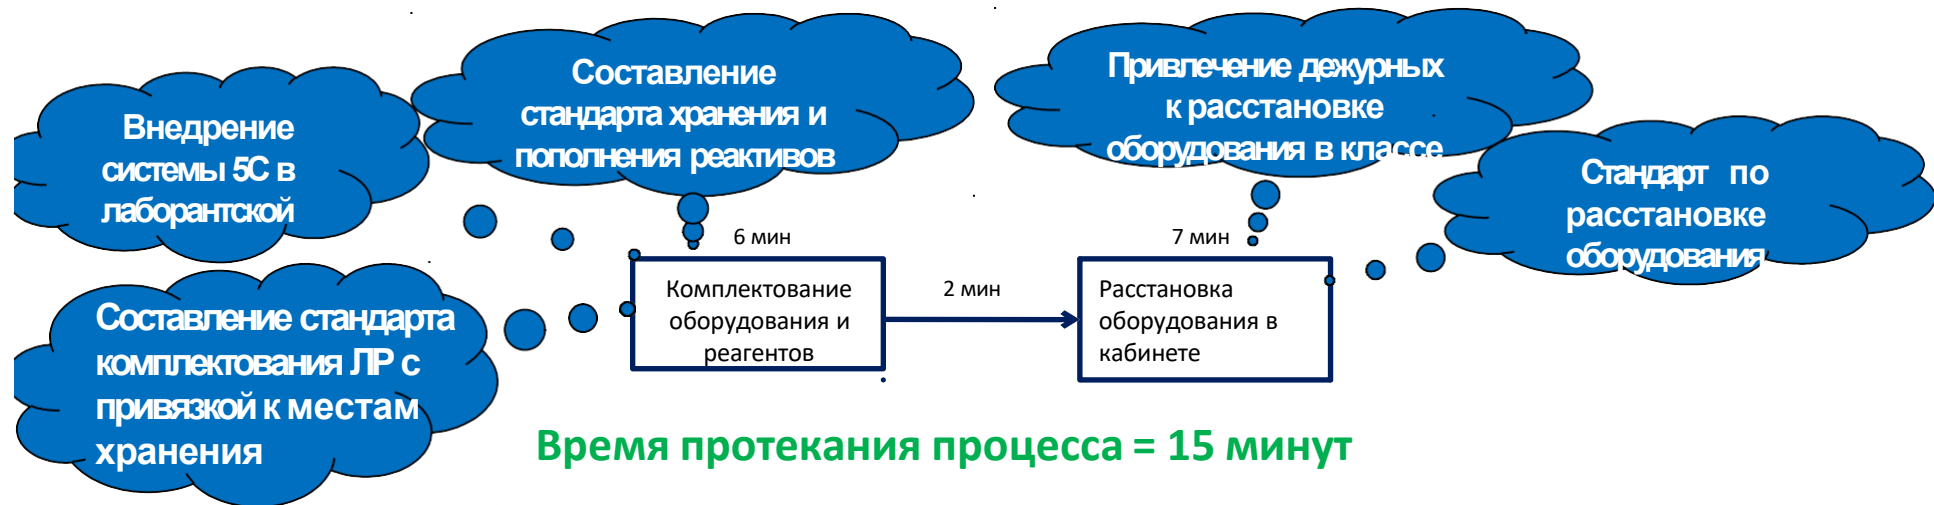 Внедрение
системы 5С в
лаборантской
Составление
стандарта хранения и
пополнения реактивов
Привлечение дежурных
к расстановке
оборудования в классе
Стандарт по
расстановке
оборудования
Составление стандарта
комплектования ЛР с
привязкой к местам
хранения
6 мин
Комплектование
оборудования и
реагентов
2 мин
7 мин
Расстановка
оборудования в
кабинете
Время протекания процесса = 15 минут